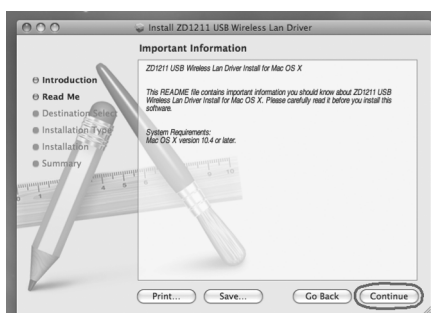 Install ZD1211 USB Wireless Lan Driver
Important Information
Introduction
Read Me
Destination Select
Installation Type
Installation
Summary
ZD1211 USB Wireless Lan Driver Install for Mac OS X
This README file contains important information you should know about ZD1211 USB
Wireless Lan Driver Install for Mac OS X. Please carefully read it before you install this
software.
System Requirements:
Mac OS X version 10.4 or later.
Print...
Save...
Go Back
Continue